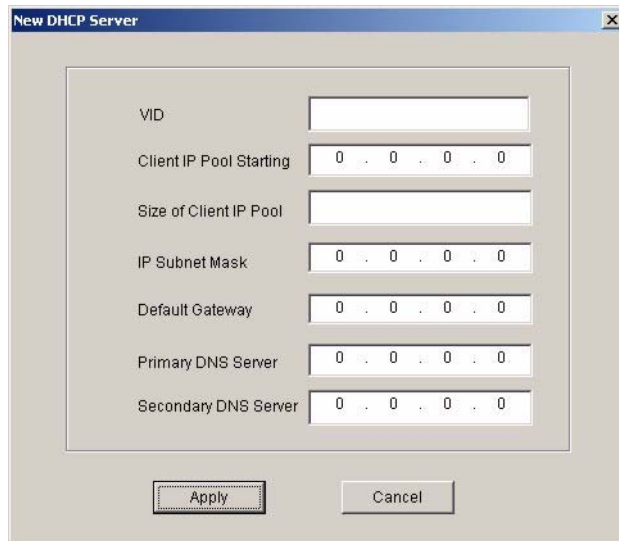 New DHCP Server
VID
Client IP Pool Starting 0 . 0 . 0 . 0
Size of Client IP Pool
IP Subnet Mask 0 . 0 . 0 . 0
Default Gateway 0 . 0 . 0 . 0
Primary DNS Server 0 . 0 . 0 . 0
Secondary DNS Server 0 . 0 . 0 . 0
Apply Cancel